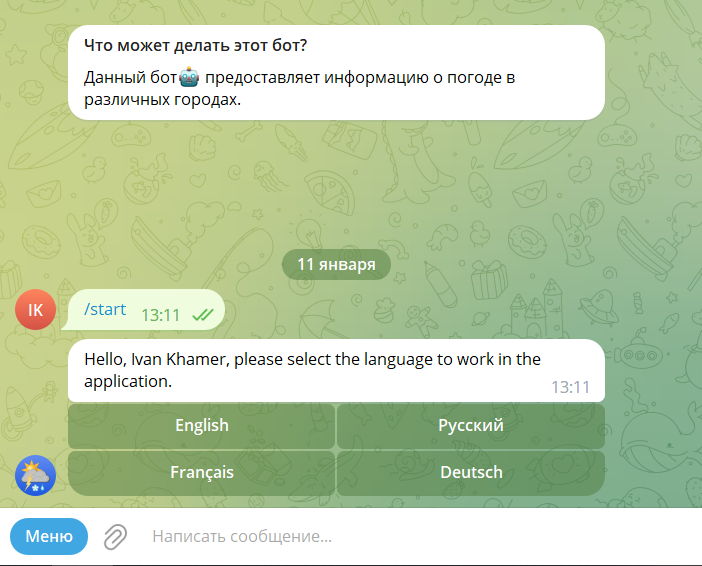 Что может делать этот бот?
Данный бот🤖 предоставляет информацию о погоде в
различных городах.
11 января
IK
/start 13:11
Hello, Ivan Khamer, please select the language to work in the
application.
13:11
English Русский
Français Deutsch
Меню Написать сообщение...